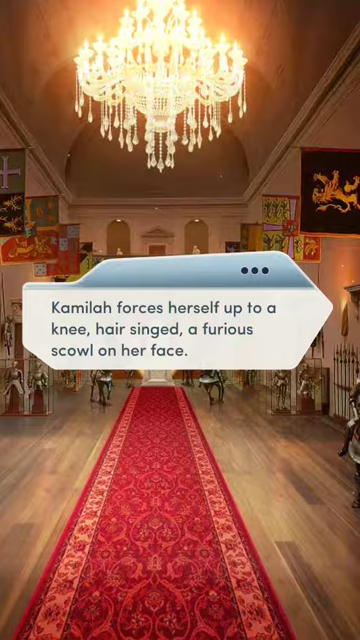 Kamilah forces herself up to a
knee, hair singed, a furious
scowl on her face.